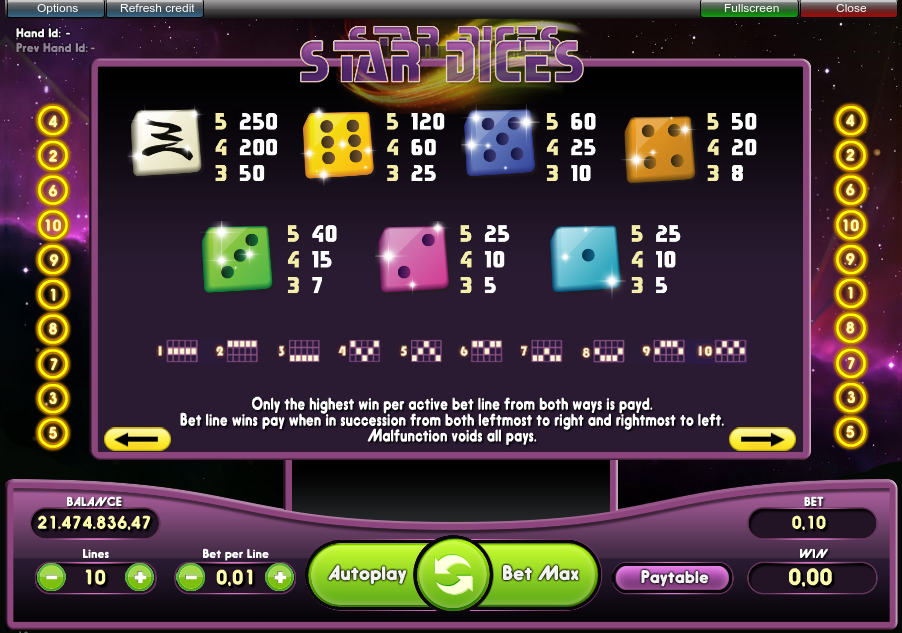 Options Refresh credit Fullscreen Close
Hand Id: -
Prev Hand Id: -
STAR DICES
5 250 5 120 5 60 5 50
4 200 4 60 4 25 4 20
3 50 3 25 3 10 3 8
5 40 5 25 5 25
4 15 4 10 4 10
3 7 3 5 3 5
1 2 3 4 5 6 7 8 9 10
4 4
2 2
6 6
10 10
9 9
1 1
8 8
7 7
3 3
5 5
Only the highest win per active bet line from both ways is payd.
Bet line wins pay when in succession from both leftmost to right and rightmost to left.
Malfunction voids all pays.
BALANCE BET
21.474.836,47 0,10
Lines Bet per Line WIN
10 0,01 Autoplay Bet Max Paytable 0,00